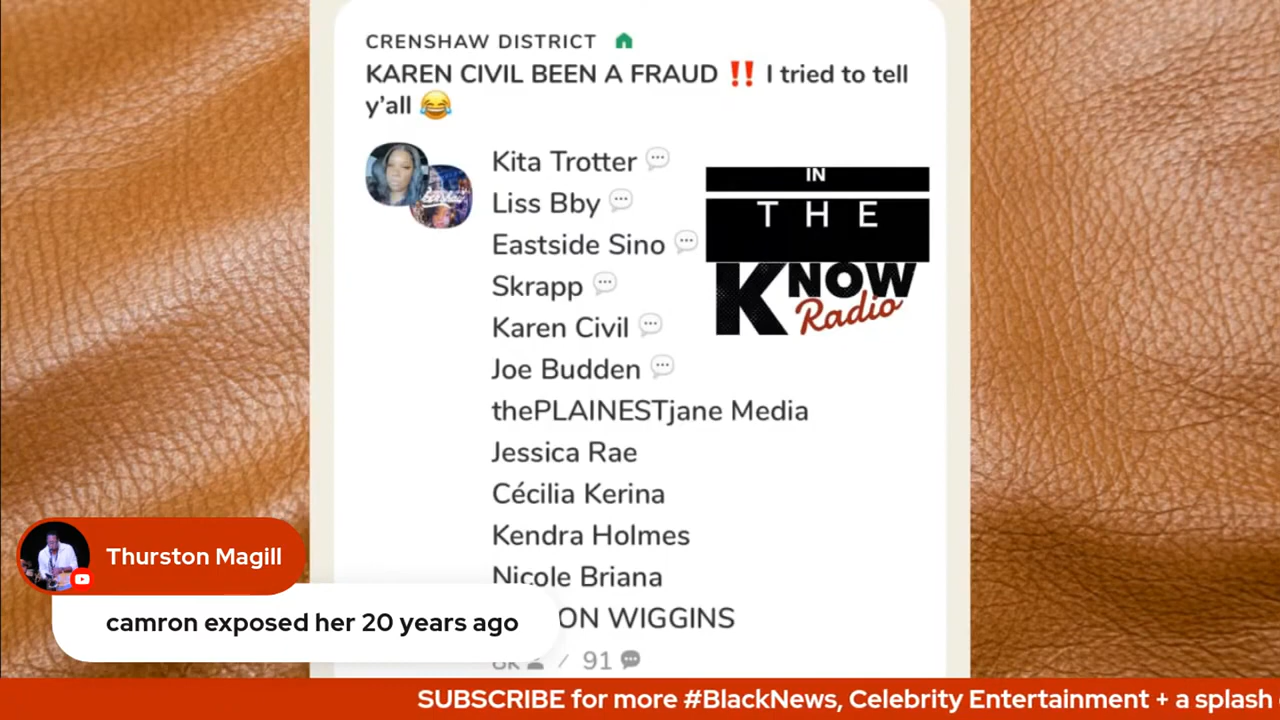 CRENSHAW DISTRICT
KAREN CIVIL BEEN A FRAUD ‼️ I tried to tell
y'all 😂
Kita Trotter
Liss Bby
Eastside Sino
Skrapp
Karen Civil
Joe Budden
thePLAINESTjane Media
Jessica Rae
Cécilia Kerina
Kendra Holmes
Nicole Briana
ON WIGGINS
8k / 91
IN
THE
KNOW
Radio
Thurston Magill
camron exposed her 20 years ago
SUBSCRIBE for more #BlackNews, Celebrity Entertainment + a splash